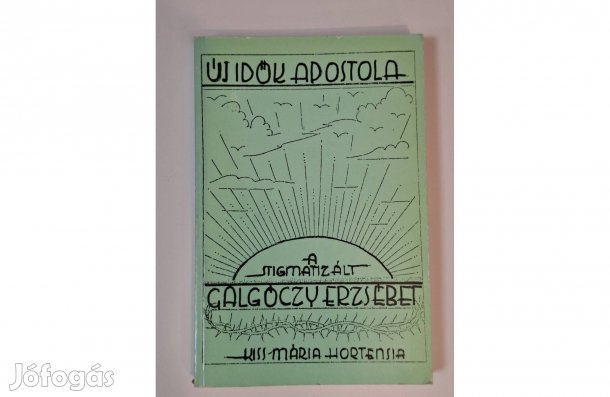 ÚJ IDŐK APOSTOLA
A
STIGMATIZÁLT
GALGÓCZY ERZSÉBET
KISS MÁRIA HORTENSIA
Jófogás